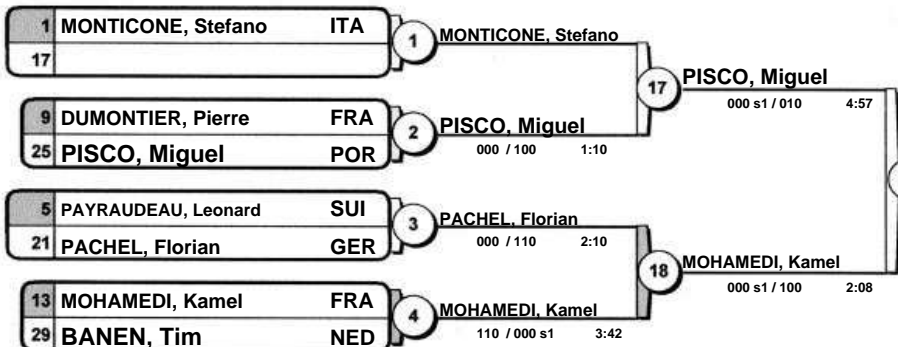 1 MONTICONE, Stefano ITA
17
1 MONTICONE, Stefano
9 DUMONTIER, Pierre FRA
25 PISCO, Miguel POR
2 PISCO, Miguel
000 / 100 1:10
17 PISCO, Miguel
000 s1 / 010 4:57
5 PAYRAUDEAU, Leonard SUI
21 PACHEL, Florian GER
3 PACHEL, Florian
000 / 110 2:10
13 MOHAMEDI, Kamel FRA
29 BANEN, Tim NED
4 MOHAMEDI, Kamel
110 / 000 s1 3:42
18 MOHAMEDI, Kamel
000 s1 / 100 2:08